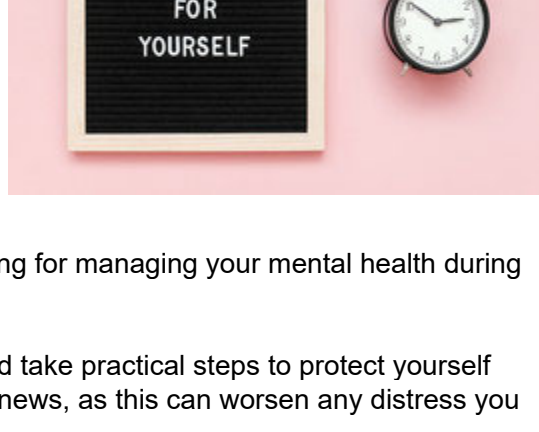 FOR
YOURSELF
ng for managing your mental health during
d take practical steps to protect yourself
news, as this can worsen any distress you